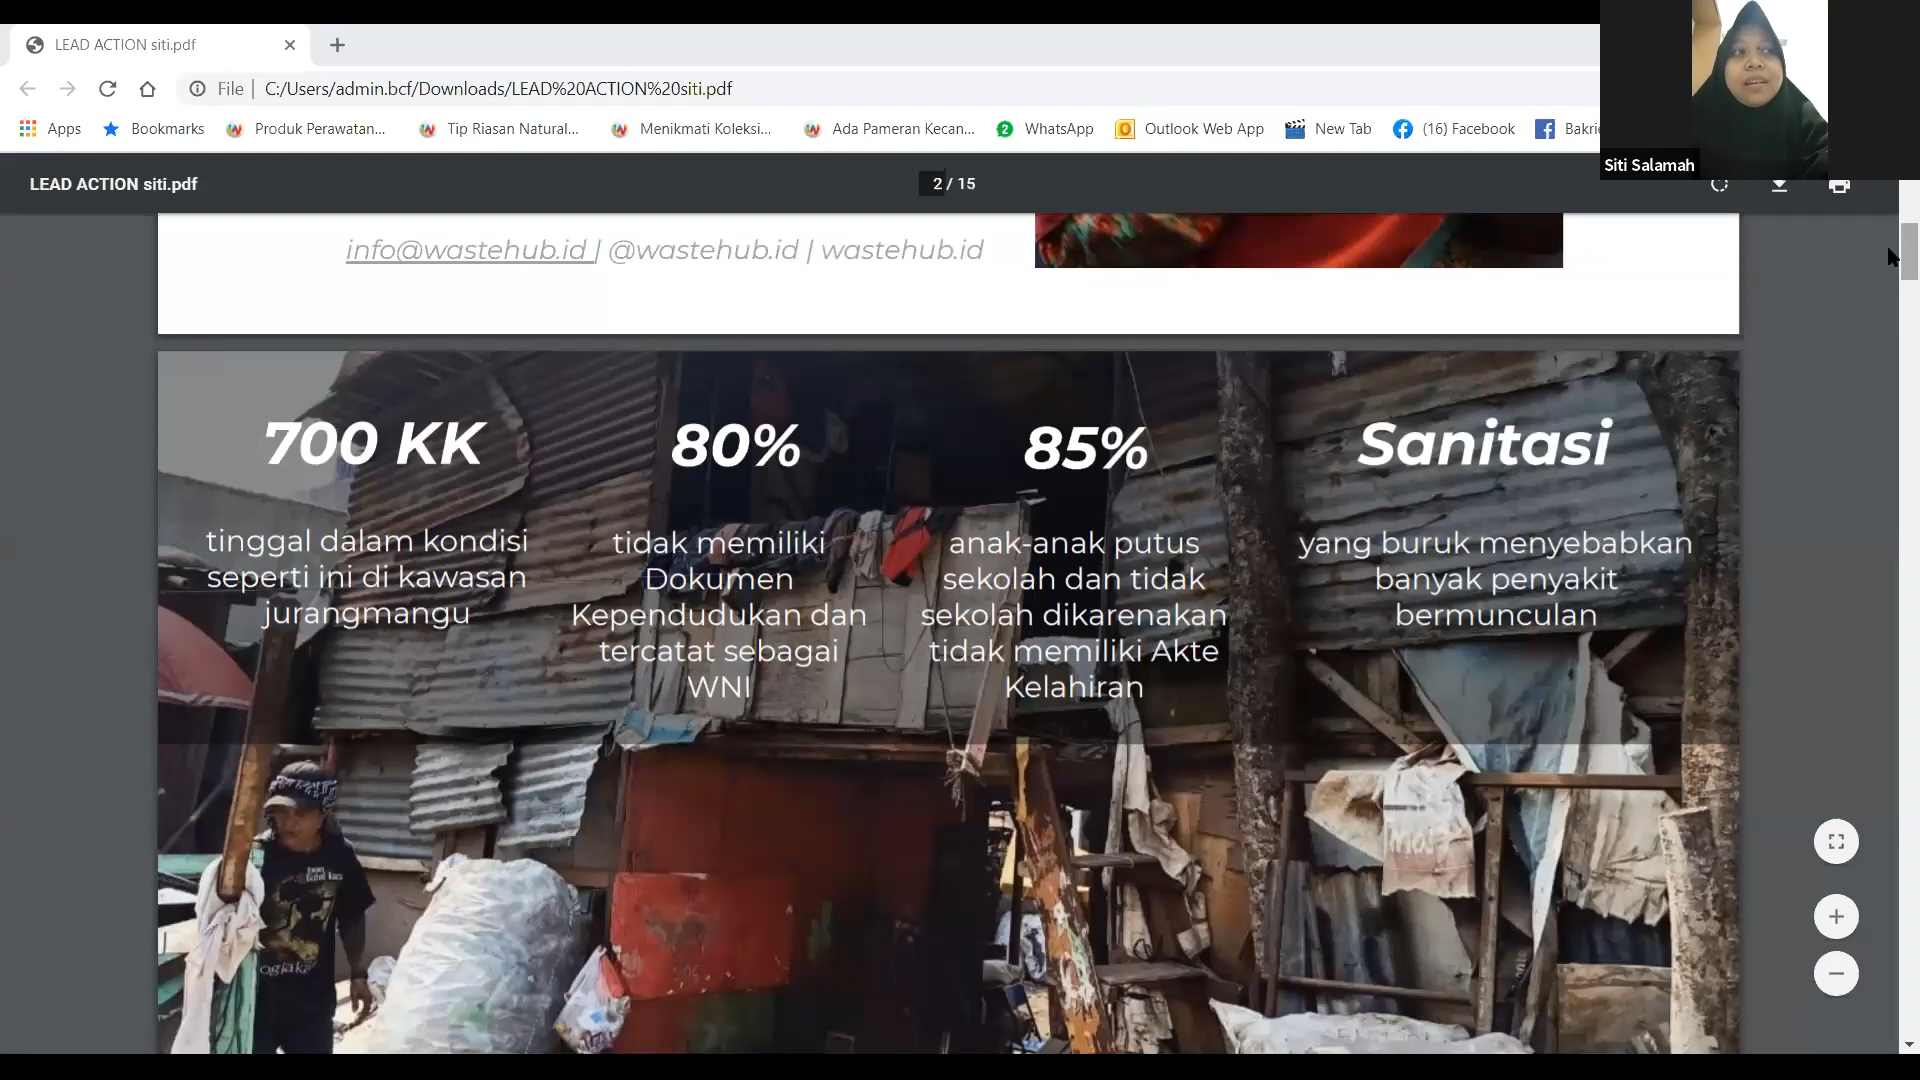 LEAD ACTION siti.pdf
File | C:/Users/admin.bcf/Downloads/LEAD%20ACTION%20siti.pdf
Apps Bookmarks Produk Perawatan... Tip Riasan Natural... Menikmati Koleksi... Ada Pameran Kecan... 2 WhatsApp Outlook Web App New Tab (16) Facebook Bakri
Siti Salamah
LEAD ACTION siti.pdf 2 / 15
info@wastehub.id | @wastehub.id | wastehub.id
700 KK
tinggal dalam kondisi
seperti ini di kawasan
jurangmangu
80%
tidak memiliki
Dokumen
Kependudukan dan
tercatat sebagai
WNI
85%
anak-anak putus
sekolah dan tidak
sekolah dikarenakan
tidak memiliki Akte
Kelahiran
Sanitasi
yang buruk menyebabkan
banyak penyakit
bermunculan